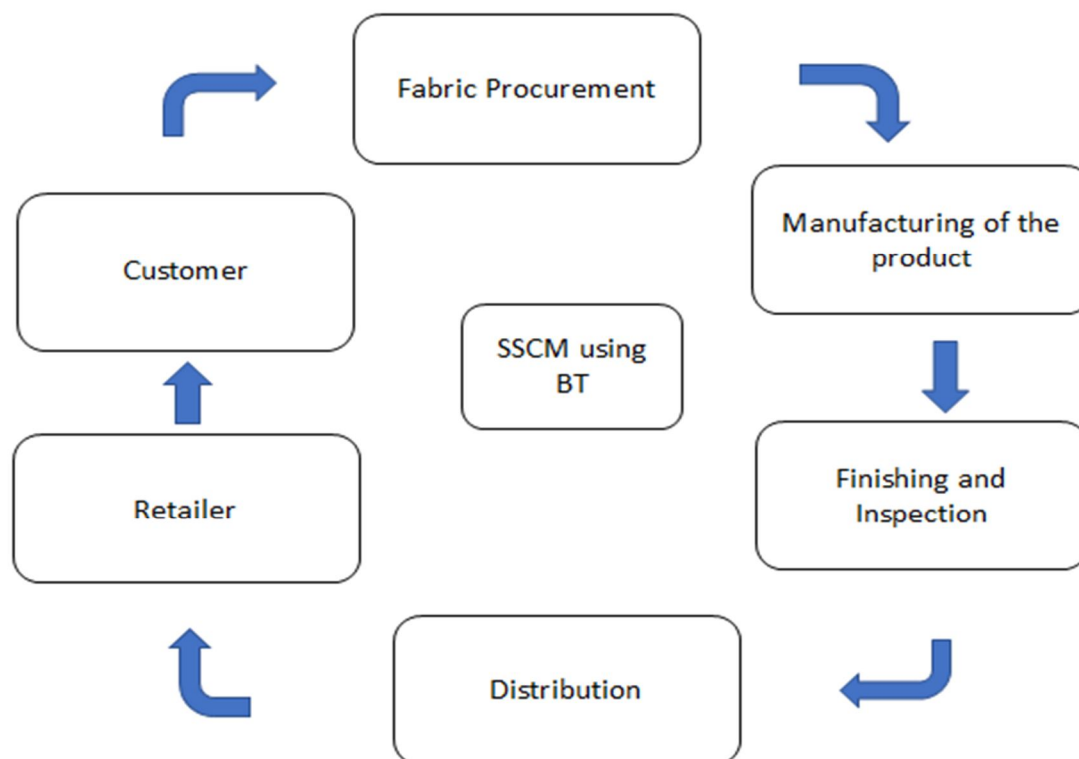 Fabric Procurement
Manufacturing of the
product
Customer
SSCM using
BT
Finishing and
Inspection
Retailer
Distribution